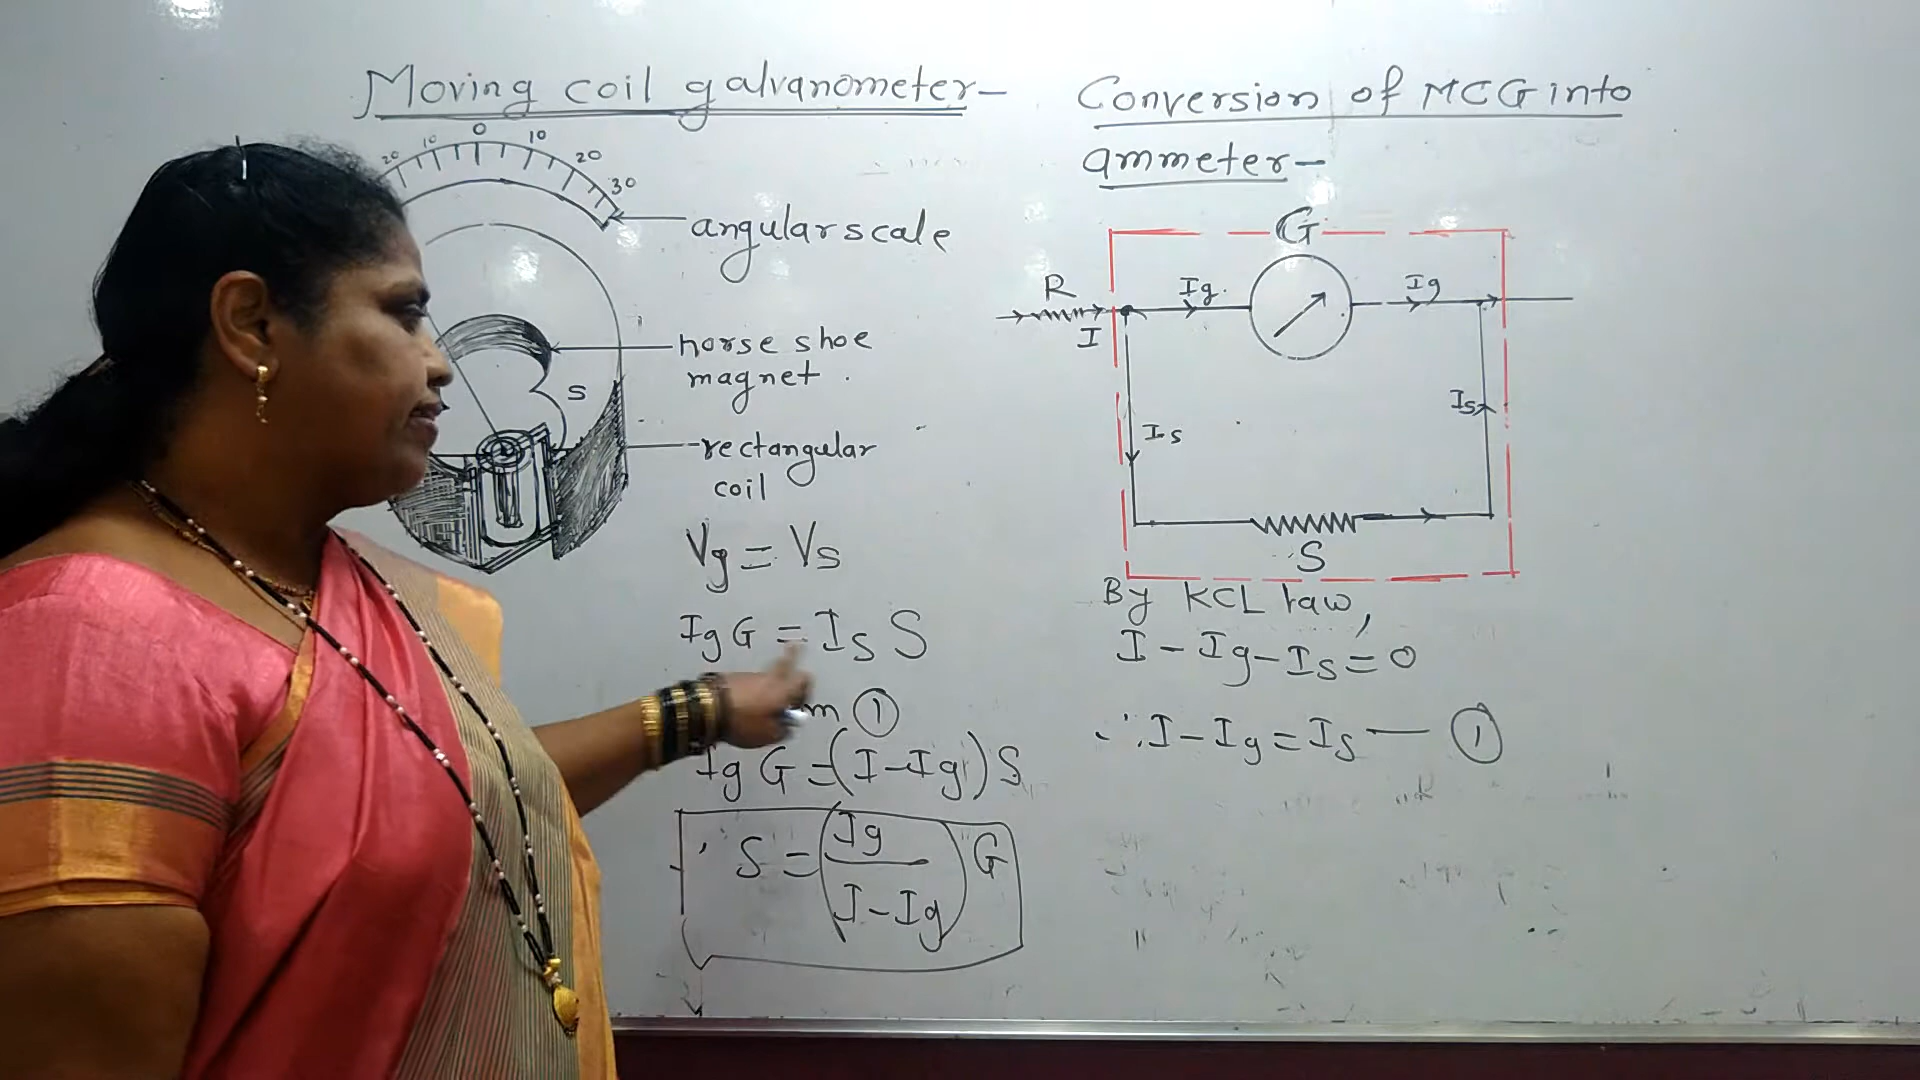 Moving coil galvanometer-
20 10 0 10 20 30
angular scale
horse shoe
magnet.
S
rectangular
coil
Vg = Vs
IgG = Is S
m ①
Ig G = (I-Ig) S
S = (Ig / I-Ig) G
Conversion of MCG into
ammeter-
G
R Ig. Ig
I
Is
Is
S
By KCL law,
I - Ig - Is = 0
∴ I - Ig = Is — ①